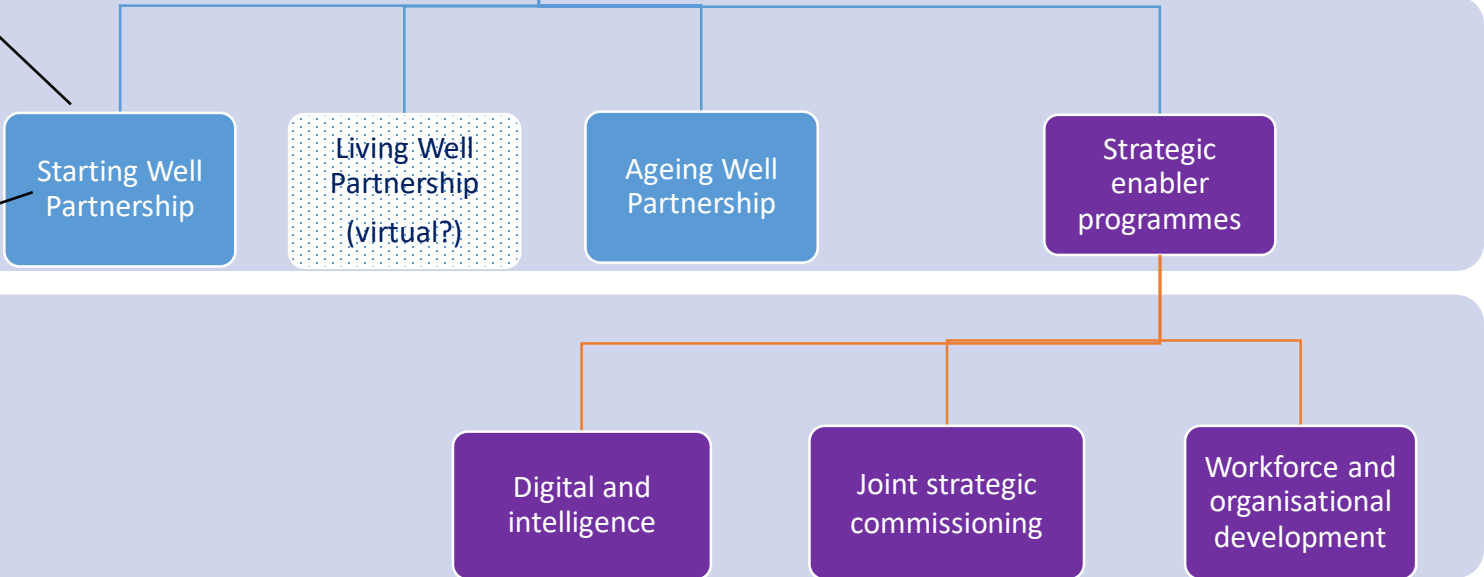 Starting Well
Partnership
Living Well
Partnership
(virtual?)
Ageing Well
Partnership
Strategic
enabler
programmes
Digital and
intelligence
Joint strategic
commissioning
Workforce and
organisational
development